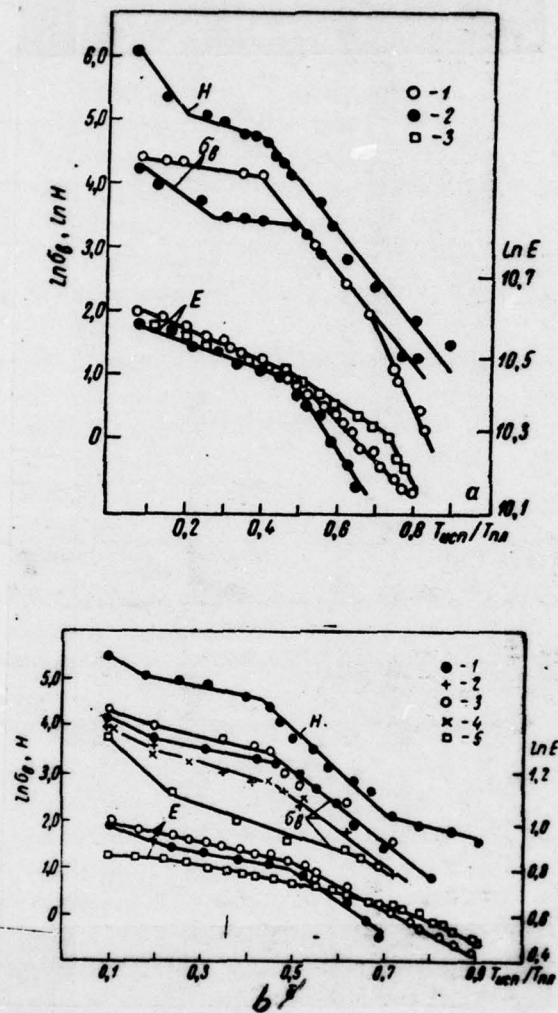 6,0
5,0
4,0
3,0
2,0
1,0
0
lnσв, ln H
H
σв
E
○ -1
● -2
□ -3
ln E
10,7
10,5
10,3
10,1
a
0,2 0,4 0,6 0,8 Tисп/Tпл
5,0
4,0
3,0
2,0
1,0
0
lnσв, H
H
σв
E
● -1
+ -2
○ -3
× -4
□ -5
ln E
1,2
1,0
0,8
0,6
0,4
0,1 0,3 0,5 0,7 0,9 Tисп/Tпл
b